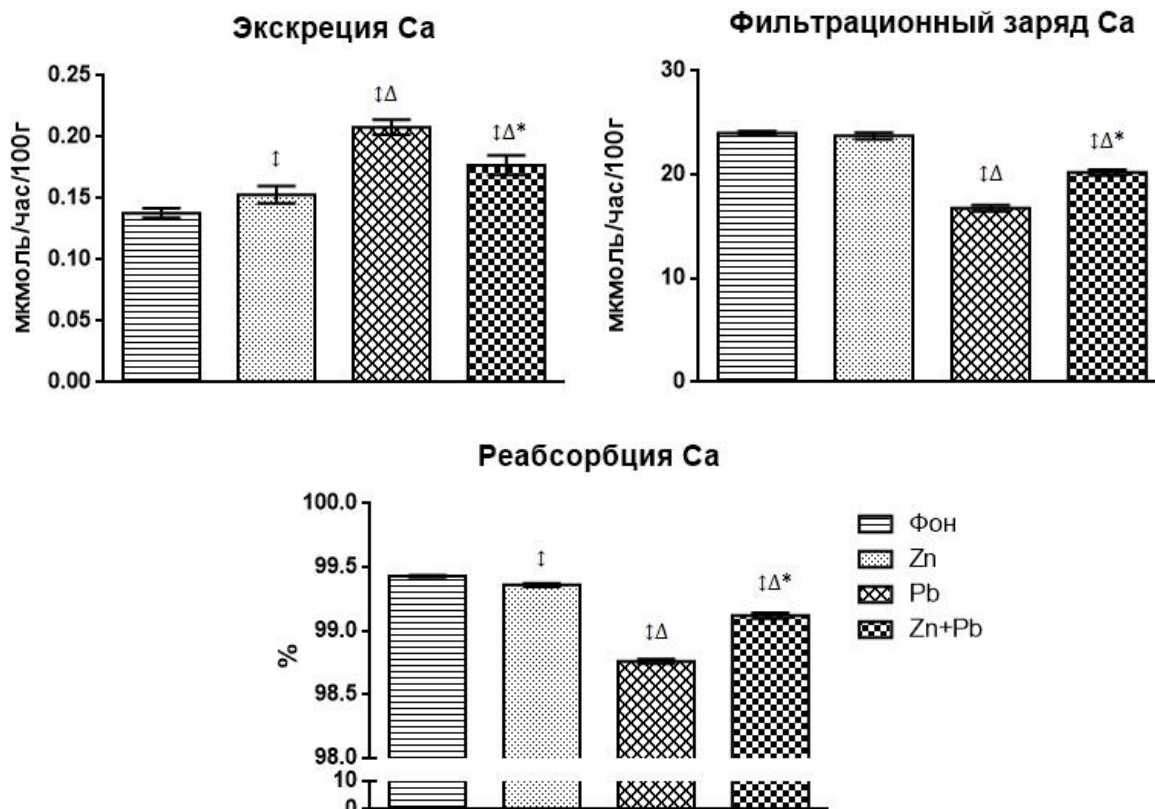 Экскреция Ca
мкмоль/час/100г
0.25
0.20
0.15
0.10
0.05
0.00
↕
↕Δ
↕Δ*
Фильтрационный заряд Ca
мкмоль/час/100г
30
20
10
0
↕Δ
↕Δ*
Реабсорбция Ca
%
100.0
99.5
99.0
98.5
98.0
10
0
↕
↕Δ
↕Δ*
Фон
Zn
Pb
Zn+Pb